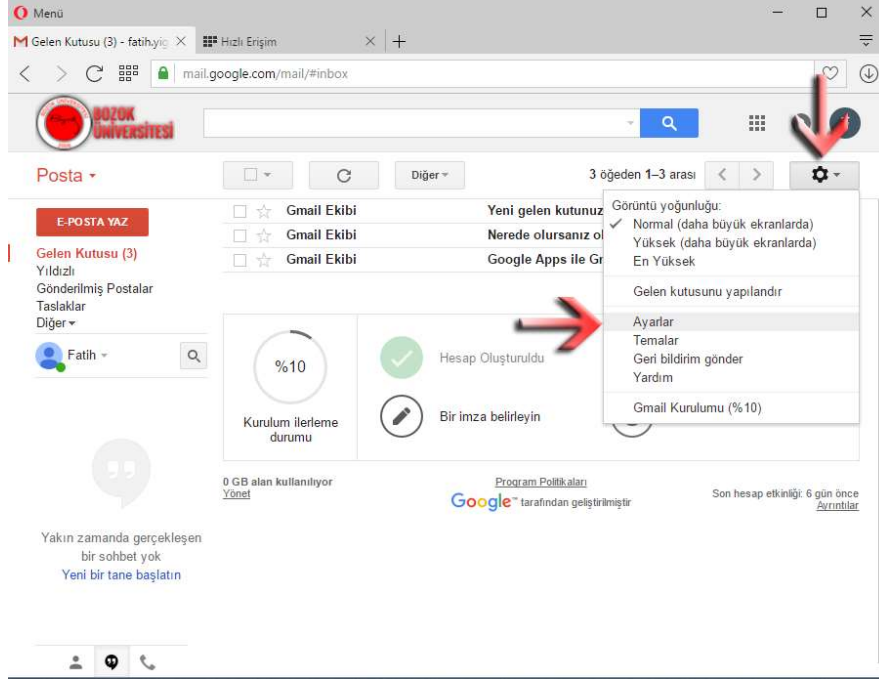 Menü
Gelen Kutusu (3) - fatih.yig
Hızlı Erişim
mail.google.com/mail/#inbox
BOZOK
ÜNİVERSİTESİ
Posta
Diğer
3 öğeden 1–3 arası
E-POSTA YAZ
Gelen Kutusu (3)
Yıldızlı
Gönderilmiş Postalar
Taslaklar
Diğer
Fatih
Gmail Ekibi Yeni gelen kutunuz
Gmail Ekibi Nerede olursanız ol
Gmail Ekibi Google Apps ile Gr
Görüntü yoğunluğu:
Normal (daha büyük ekranlarda)
Yüksek (daha büyük ekranlarda)
En Yüksek
Gelen kutusunu yapılandır
Ayarlar
Temalar
Geri bildirim gönder
Yardım
Gmail Kurulumu (%10)
%10
Kurulum ilerleme
durumu
Hesap Oluşturuldu
Bir imza belirleyin
0 GB alan kullanılıyor
Yönet
Program Politikaları
Google™ tarafından geliştirilmiştir
Son hesap etkinliği: 6 gün önce
Ayrıntılar
Yakın zamanda gerçekleşen
bir sohbet yok
Yeni bir tane başlatın